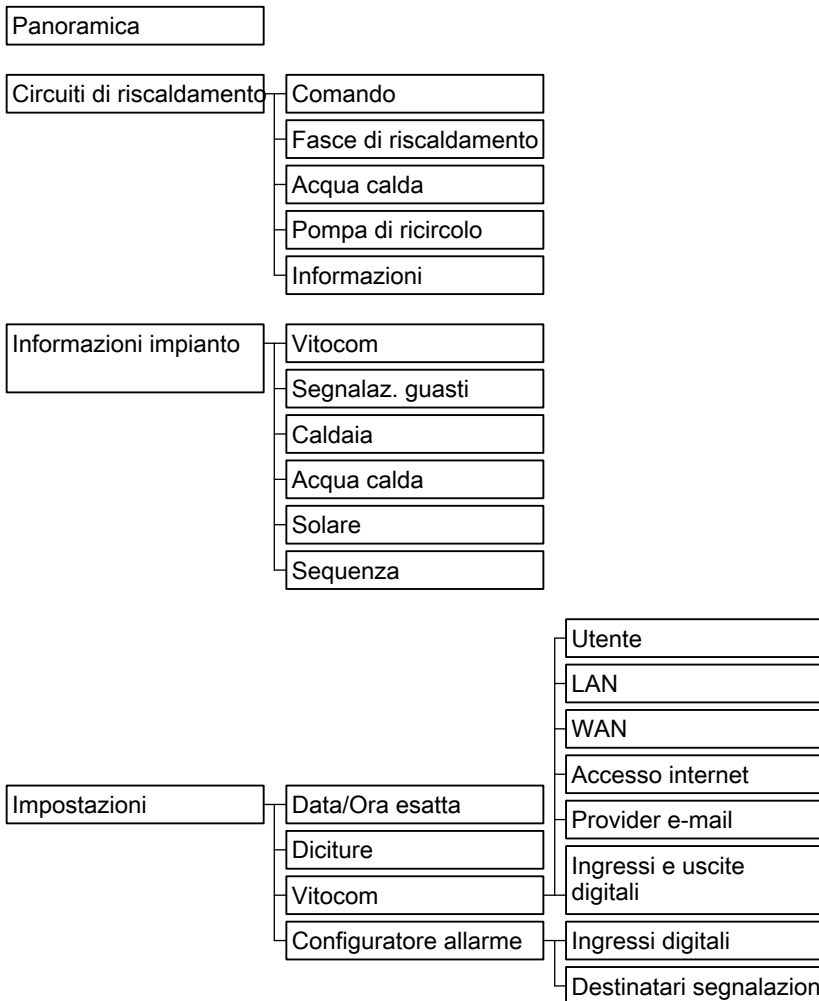 Panoramica
Circuiti di riscaldamento
Comando
Fasce di riscaldamento
Acqua calda
Pompa di ricircolo
Informazioni
Informazioni impianto
Vitocom
Segnalaz. guasti
Caldaia
Acqua calda
Solare
Sequenza
Impostazioni
Data/Ora esatta
Diciture
Vitocom
Utente
LAN
WAN
Accesso internet
Provider e-mail
Ingressi e uscite
digitali
Configuratore allarme
Ingressi digitali
Destinatari segnalazion